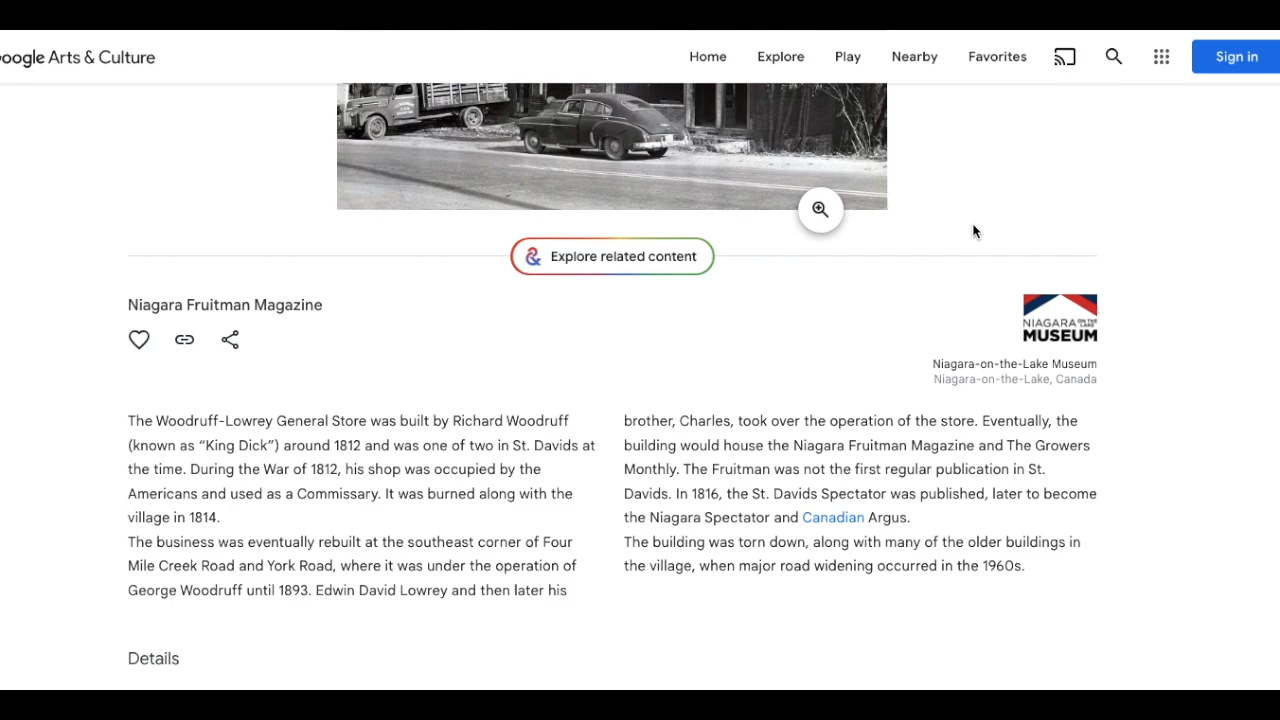 Google Arts & Culture
Home Explore Play Nearby Favorites Sign in
Explore related content
Niagara Fruitman Magazine
NIAGARA ON THE LAKE
MUSEUM
Niagara-on-the-Lake Museum
Niagara-on-the-Lake, Canada
The Woodruff-Lowrey General Store was built by Richard Woodruff
(known as “King Dick”) around 1812 and was one of two in St. Davids at
the time. During the War of 1812, his shop was occupied by the
Americans and used as a Commissary. It was burned along with the
village in 1814.
The business was eventually rebuilt at the southeast corner of Four
Mile Creek Road and York Road, where it was under the operation of
George Woodruff until 1893. Edwin David Lowrey and then later his
brother, Charles, took over the operation of the store. Eventually, the
building would house the Niagara Fruitman Magazine and The Growers
Monthly. The Fruitman was not the first regular publication in St.
Davids. In 1816, the St. Davids Spectator was published, later to become
the Niagara Spectator and Canadian Argus.
The building was torn down, along with many of the older buildings in
the village, when major road widening occurred in the 1960s.
Details